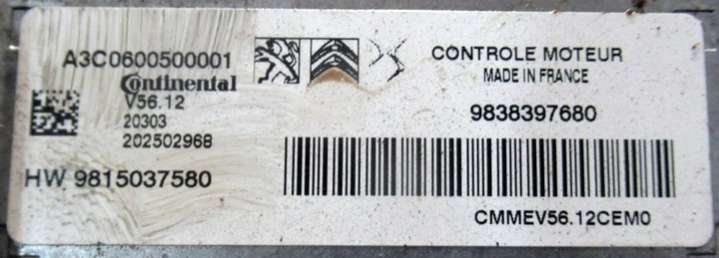 A3C0600500001
Continental
V56.12
20303
202502968
HW 9815037580
CONTROLE MOTEUR
MADE IN FRANCE
9838397680
CMMEV56.12CEM0